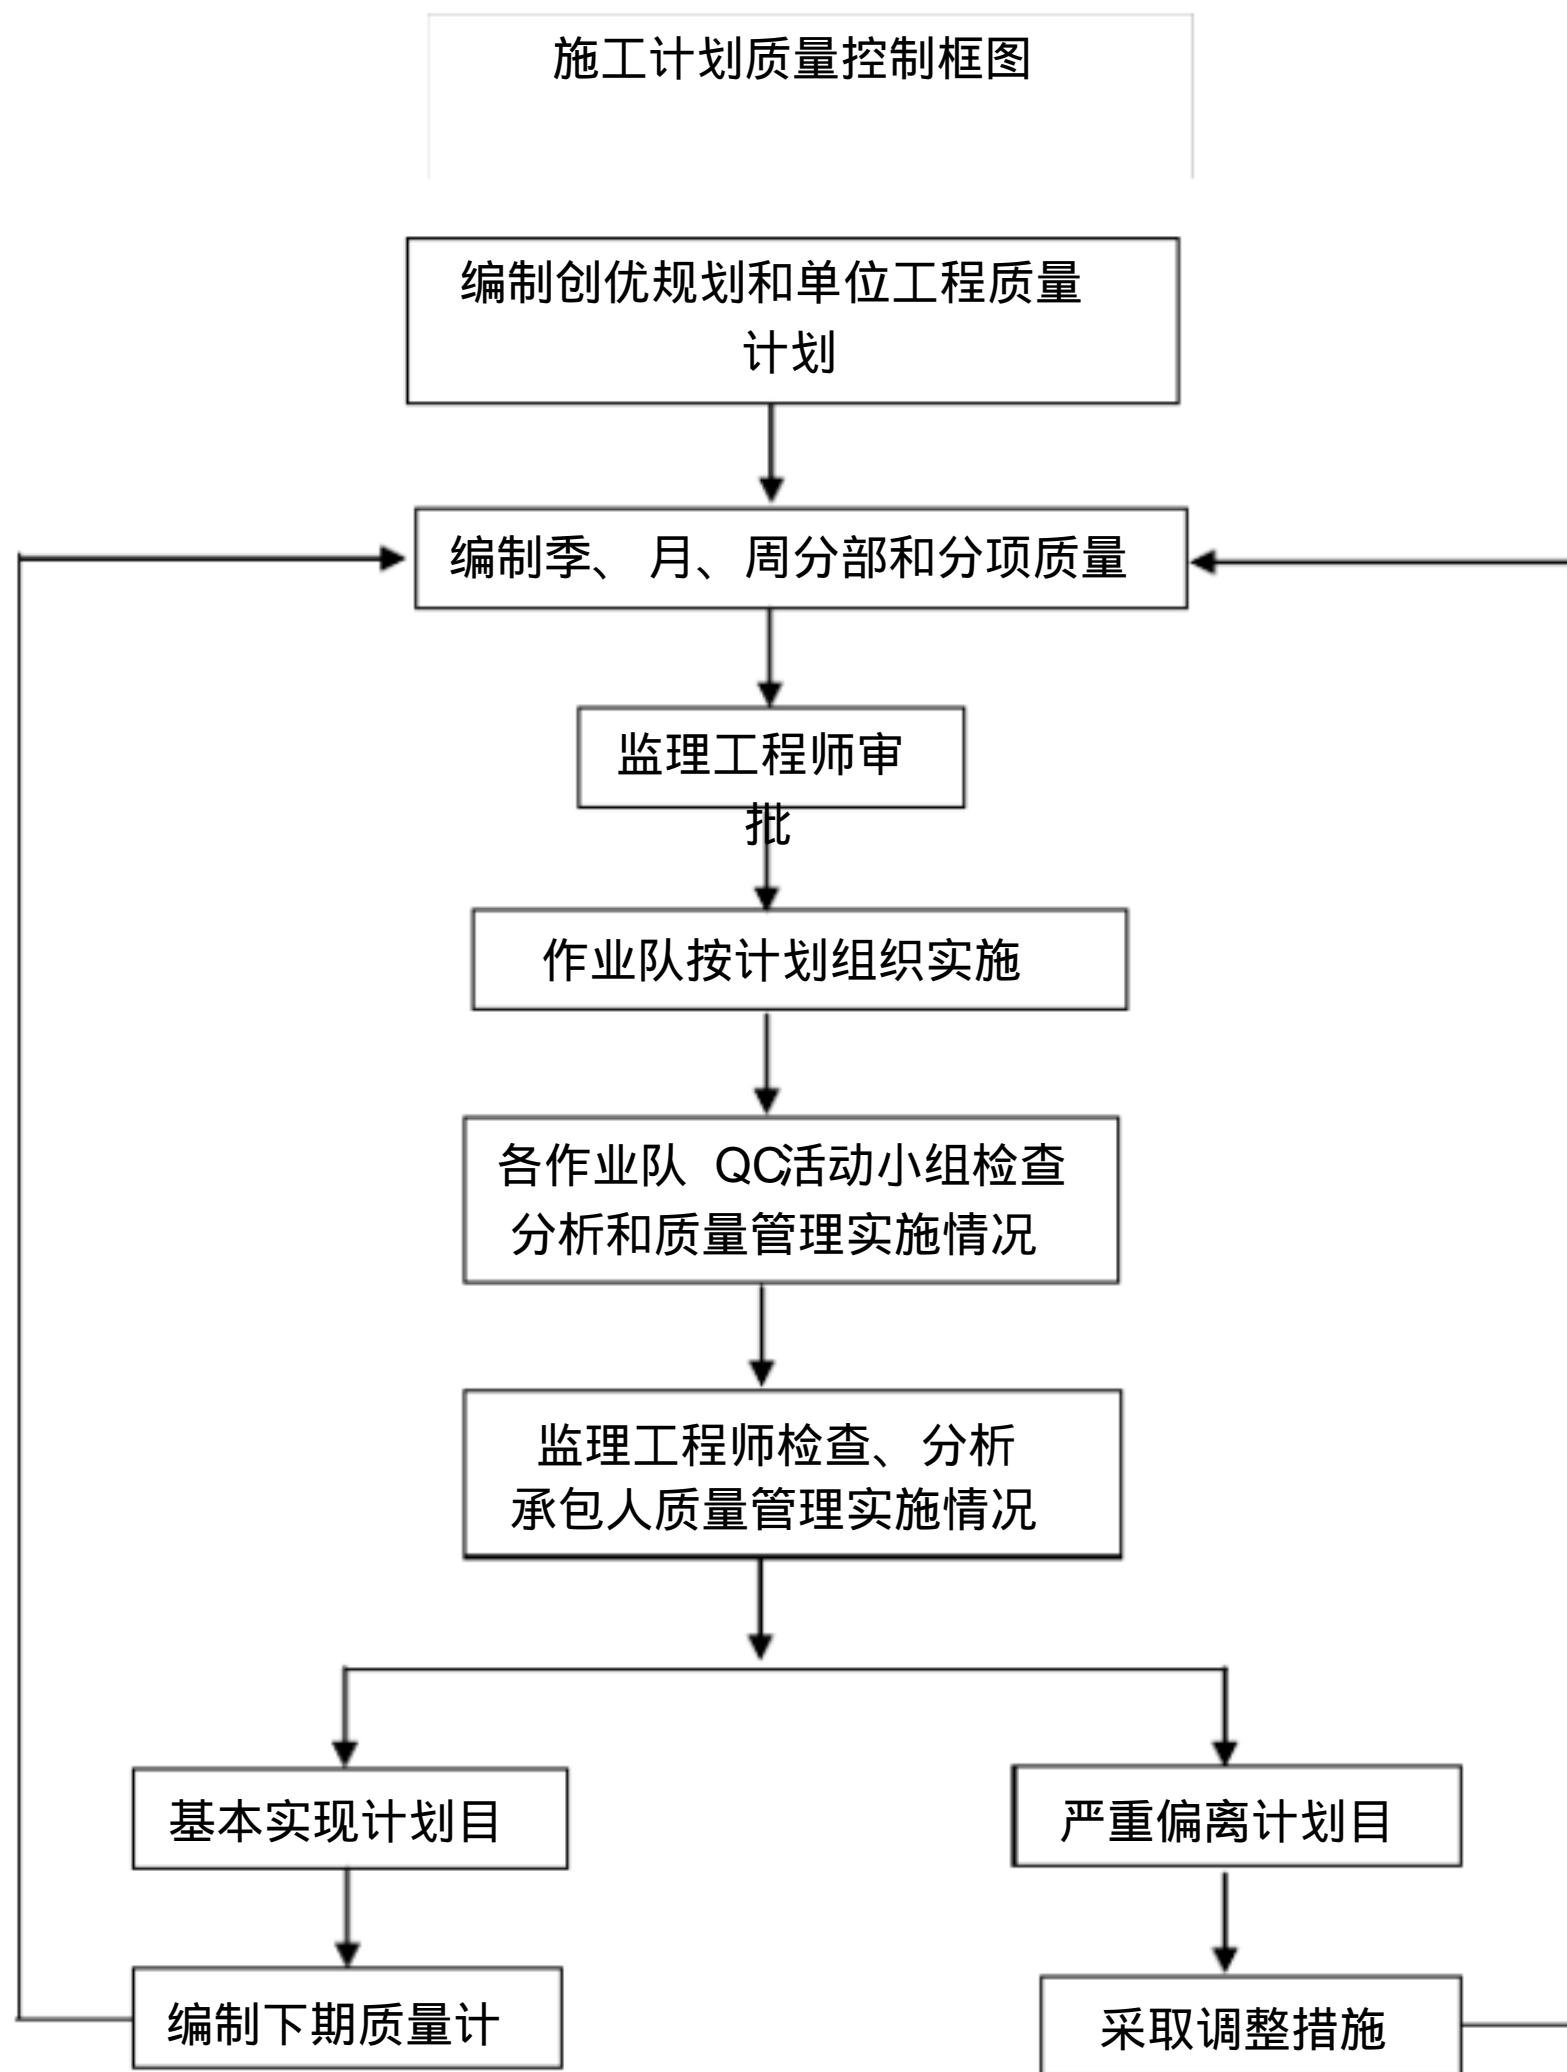 施工计划质量控制框图
编制创优规划和单位工程质量
计划
编制季、 月、周分部和分项质量
监理工程师审
批
作业队按计划组织实施
各作业队 QC活动小组检查
分析和质量管理实施情况
监理工程师检查、分析
承包人质量管理实施情况
基本实现计划目
严重偏离计划目
编制下期质量计
采取调整措施